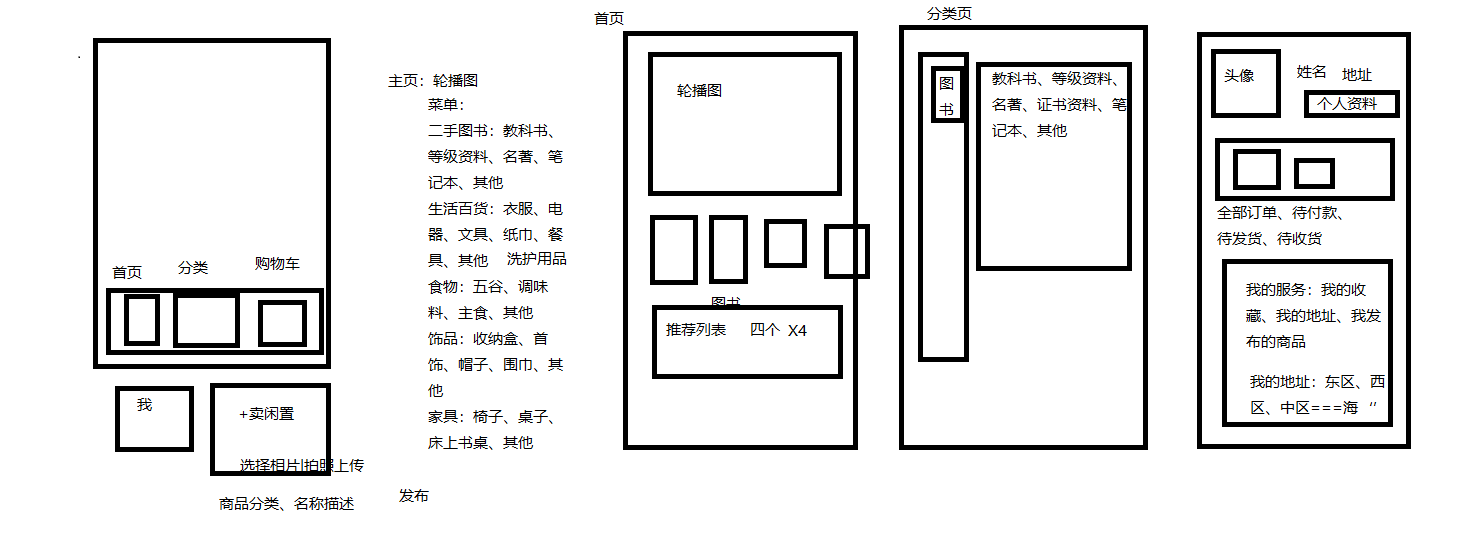 首页
分类
购物车
我
+卖闲置
选择相片|拍照上传
商品分类、名称描述
发布
主页：轮播图
菜单：
二手图书：教科书、
等级资料、名著、笔
记本、其他
生活百货：衣服、电
器、文具、纸巾、餐
具、其他 洗护用品
食物：五谷、调味
料、主食、其他
饰品：收纳盒、首
饰、帽子、围巾、其
他
家具：椅子、桌子、
床上书桌、其他
首页
轮播图
图书
推荐列表 四个 X4
分类页
图
书
教科书、等级资料、
名著、证书资料、笔
记本、其他
头像
姓名 地址
个人资料
全部订单、待付款、
待发货、待收货
我的服务：我的收
藏、我的地址、我发
布的商品
我的地址：东区、西
区、中区===海 “